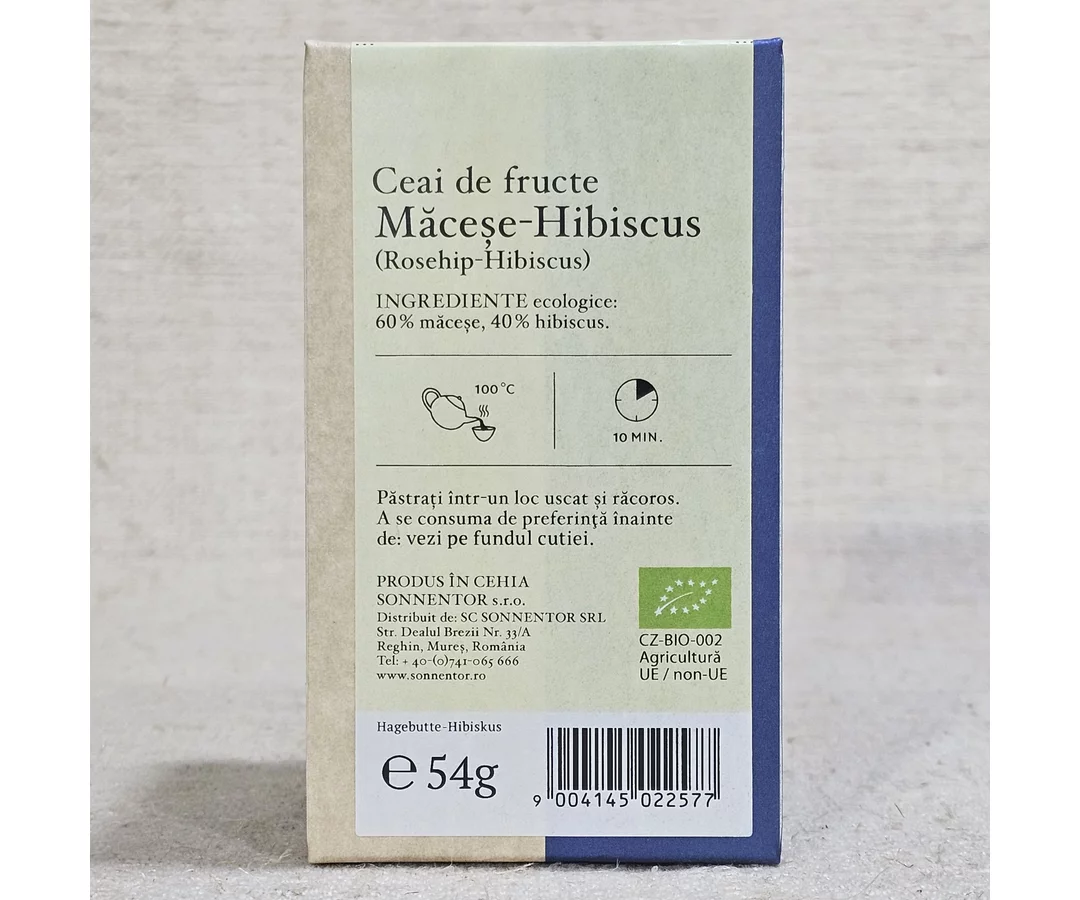 Ceai de fructe
Măceșe-Hibiscus
(Rosehip-Hibiscus)
INGREDIENTE ecologice:
60% măceșe, 40% hibiscus.
100°C
10 MIN.
Păstrați într-un loc uscat și răcoros.
A se consuma de preferinţă înainte
de: vezi pe fundul cutiei.
PRODUS ÎN CEHIA
SONNENTOR s.r.o.
Distribuit de: SC SONNENTOR SRL
Str. Dealul Brezii Nr. 33/A
Reghin, Mureș, România
Tel: + 40-(0)741-065 666
www.sonnentor.ro
CZ-BIO-002
Agricultură
UE / non-UE
Hagebutte-Hibiskus
℮ 54g
9 004145 022577